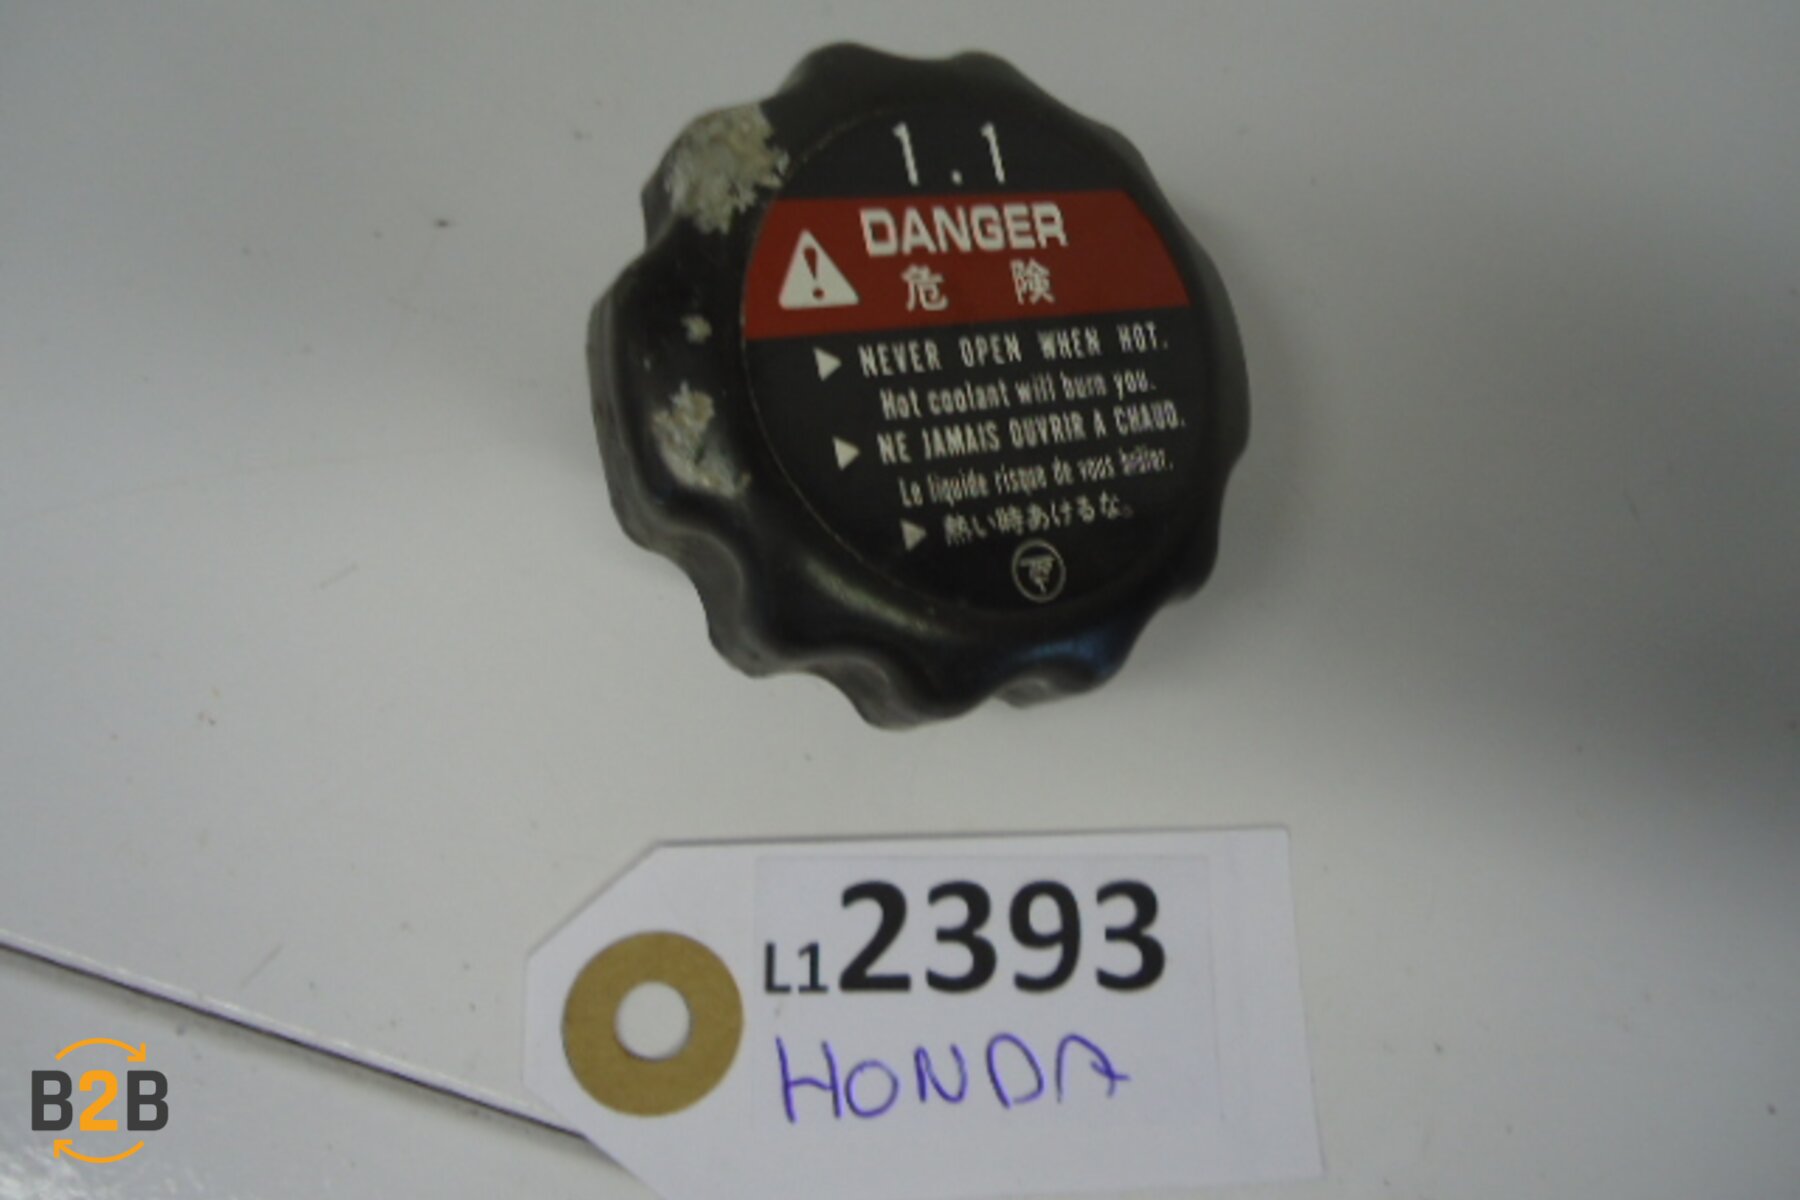 1.1
DANGER
危 険
NEVER OPEN WHEN HOT.
Hot coolant will burn you.
NE JAMAIS OUVRIR A CHAUD.
Le liquide risque de vous brûler.
熱い時あけるな。
L12393
HONDA
B2B